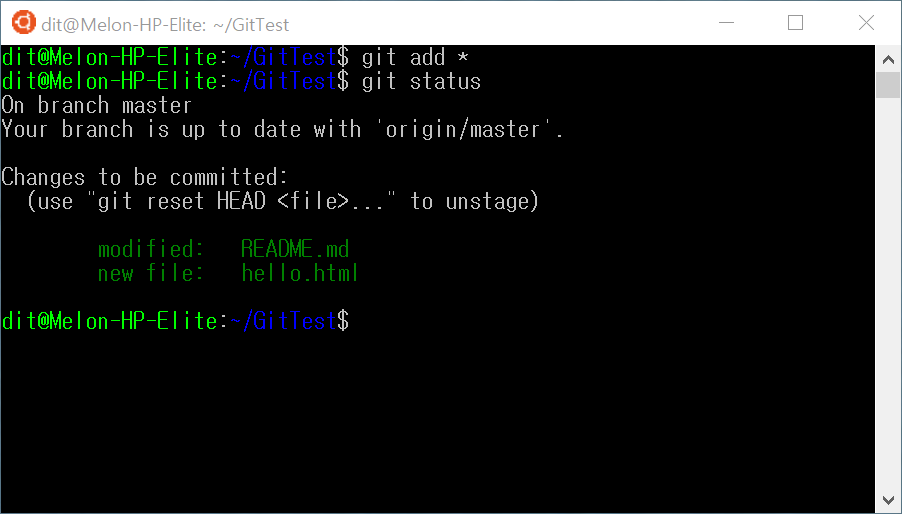 dit@Melon-HP-Elite: ~/GitTest
dit@Melon-HP-Elite:~/GitTest$ git add *
dit@Melon-HP-Elite:~/GitTest$ git status
On branch master
Your branch is up to date with 'origin/master'.
Changes to be committed:
(use "git reset HEAD <file>..." to unstage)
modified: README.md
new file: hello.html
dit@Melon-HP-Elite:~/GitTest$